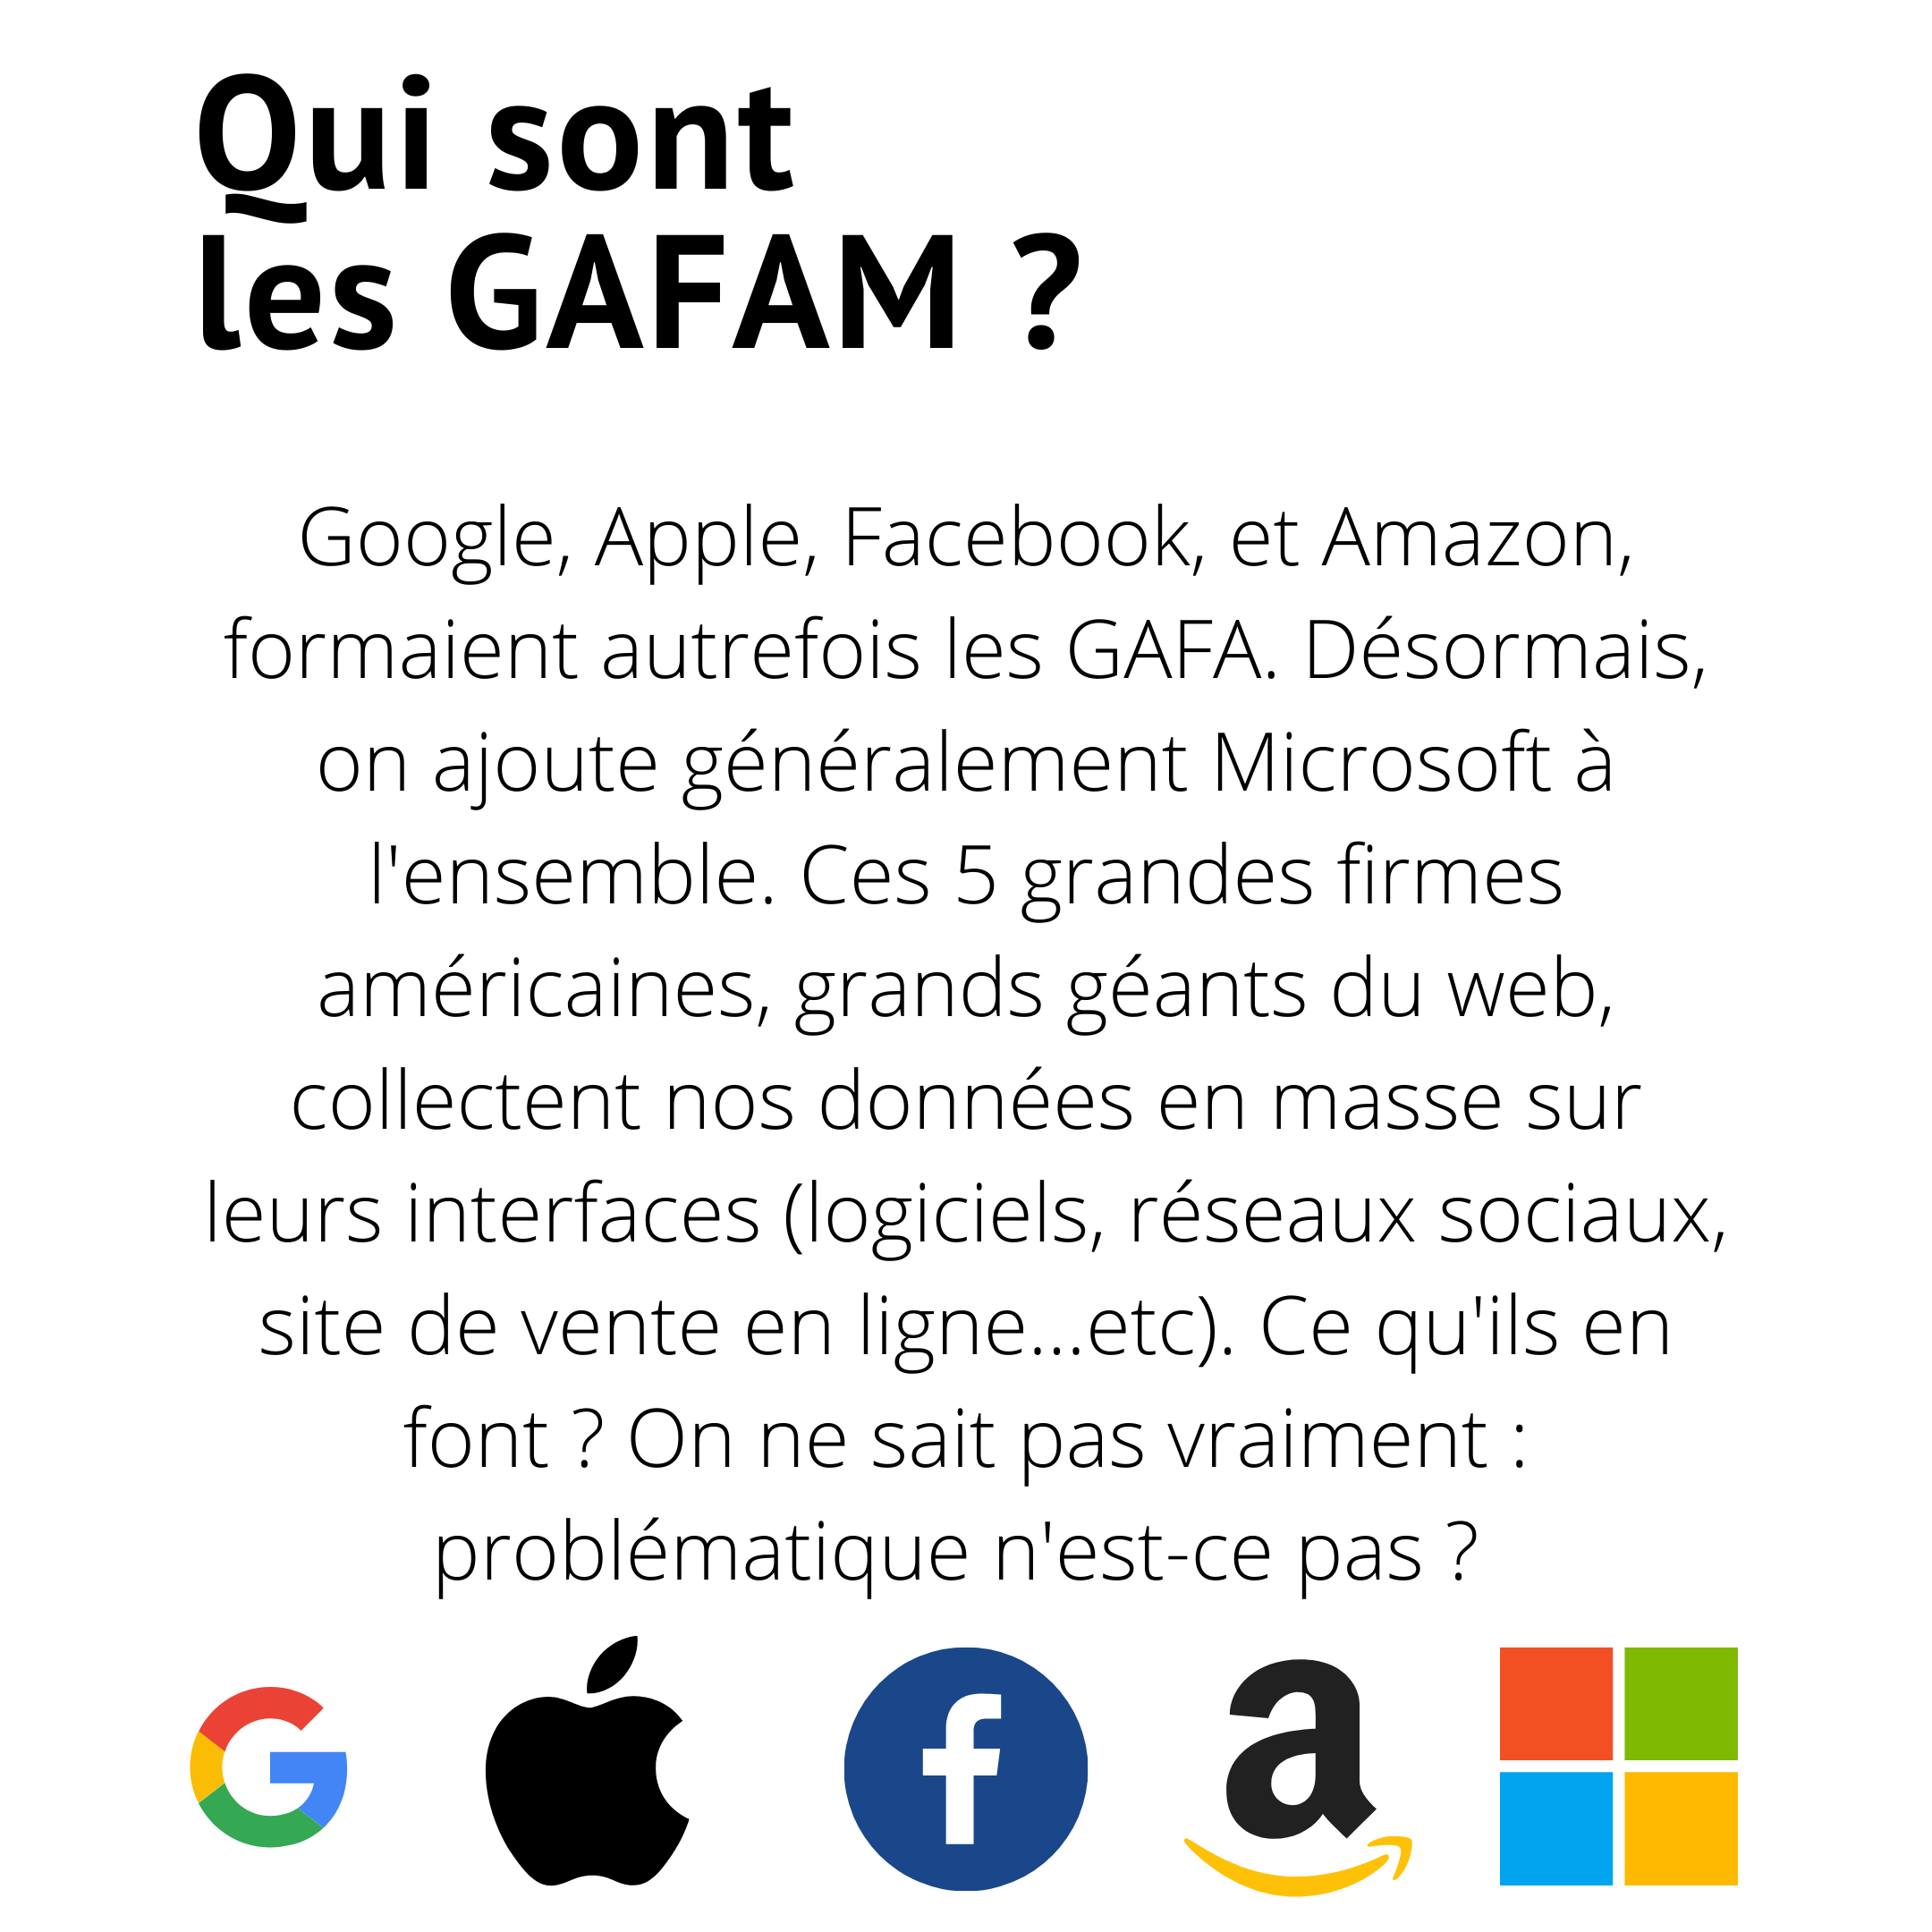 Qui sont
les GAFAM ?
Google, Apple, Facebook, et Amazon,
formaient autrefois les GAFA. Désormais,
on ajoute généralement Microsoft à
l'ensemble. Ces 5 grandes firmes
américaines, grands géants du web,
collectent nos données en masse sur
leurs interfaces (logiciels, réseaux sociaux,
site de vente en ligne...etc). Ce qu'ils en
font ? On ne sait pas vraiment :
problématique n'est-ce pas ?